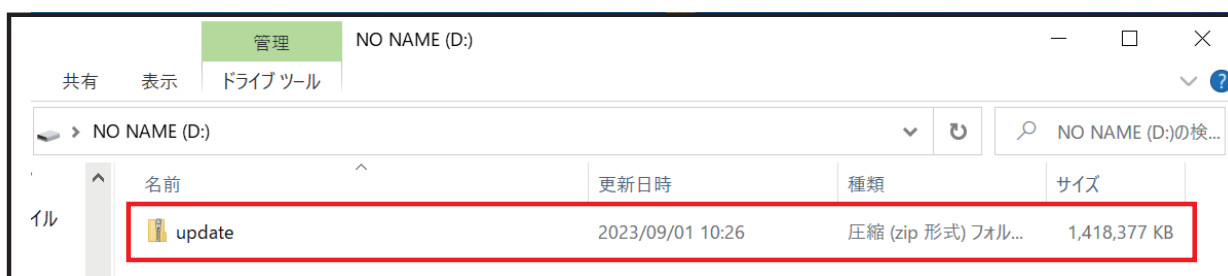 管理 NO NAME (D:)
共有 表示 ドライブ ツール
NO NAME (D:) NO NAME (D:)の検...
名前 更新日時 種類 サイズ
イル
update 2023/09/01 10:26 圧縮 (zip 形式) フォル... 1,418,377 KB